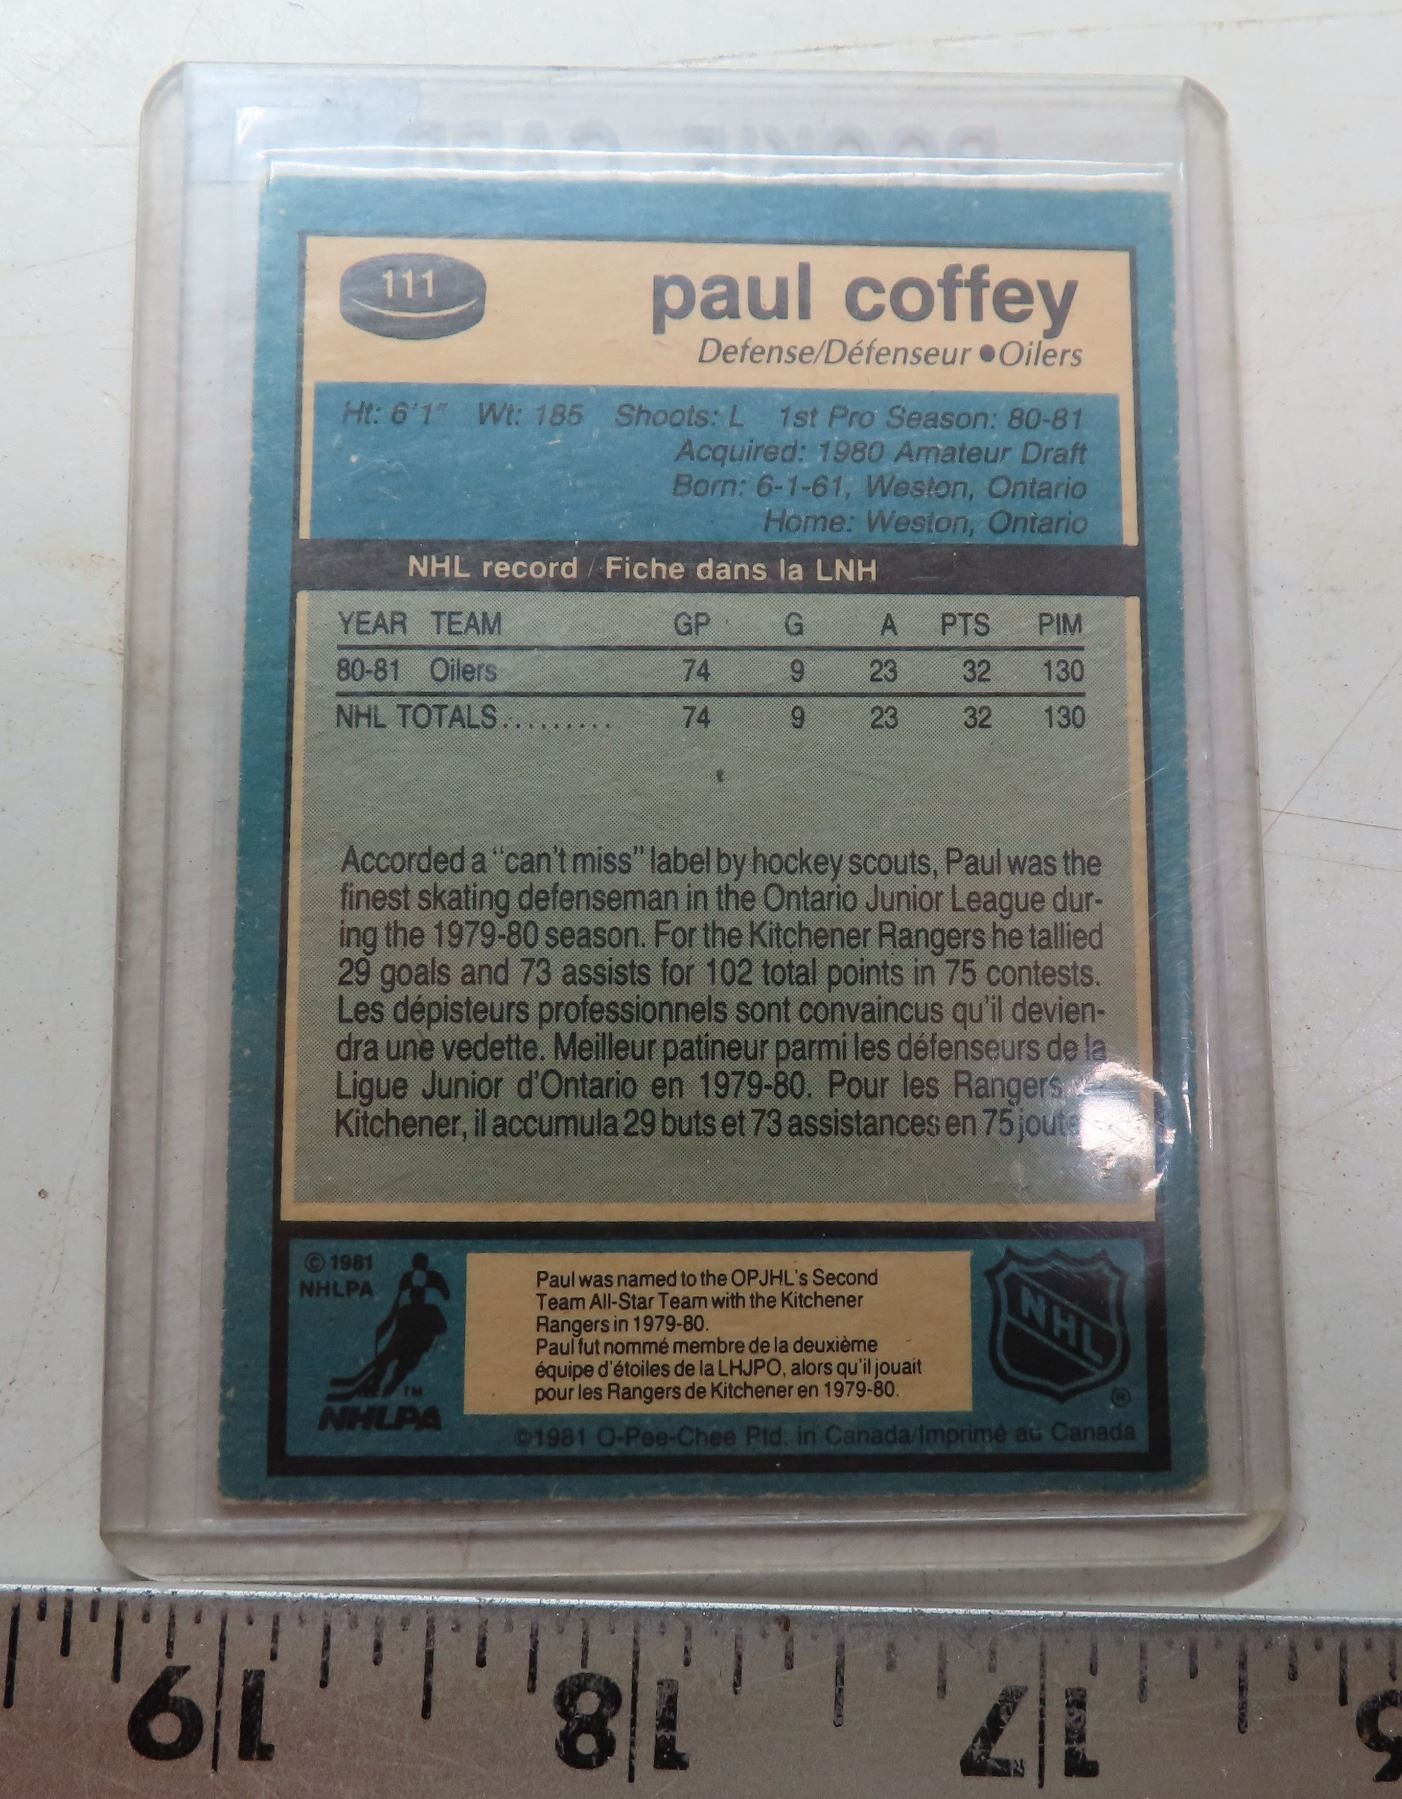 ROOKIE CARD
111
paul coffey
Defense/Défenseur • Oilers
Ht: 6'1" Wt: 185 Shoots: L 1st Pro Season: 80-81
Acquired: 1980 Amateur Draft
Born: 6-1-61, Weston, Ontario
Home: Weston, Ontario
NHL record / Fiche dans la LNH
YEAR TEAM GP G A PTS PIM
80-81 Oilers 74 9 23 32 130
NHL TOTALS......... 74 9 23 32 130
Accorded a "can't miss" label by hockey scouts, Paul was the
finest skating defenseman in the Ontario Junior League dur-
ing the 1979-80 season. For the Kitchener Rangers he tallied
29 goals and 73 assists for 102 total points in 75 contests.
Les dépisteurs professionnels sont convaincus qu'il devien-
dra une vedette. Meilleur patineur parmi les défenseurs de la
Ligue Junior d'Ontario en 1979-80. Pour les Rangers
Kitchener, il accumula 29 buts et 73 assistances en 75
© 1981
NHLPA
TM
NHLPA
Paul was named to the OPJHL's Second
Team All-Star Team with the Kitchener
Rangers in 1979-80.
Paul fut nommé membre de la deuxième
équipe d'étoiles de la LHJPO, alors qu'il jouait
pour les Rangers de Kitchener en 1979-80.
NHL
®
©1981 O-Pee-Chee Ptd. in Canada/Imprimé au Canada
19 18 17